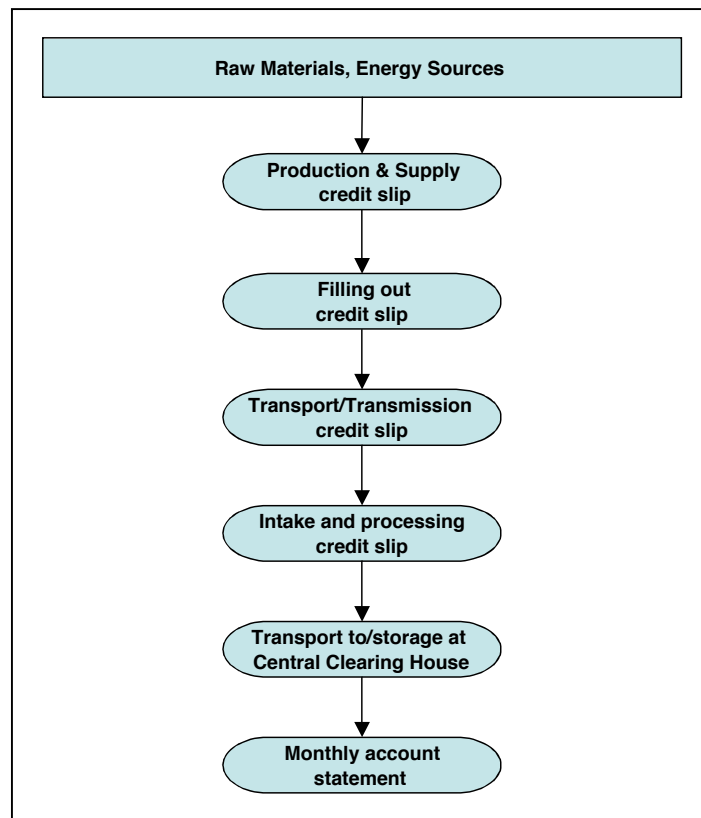 Raw Materials, Energy Sources
Production & Supply
credit slip
Filling out
credit slip
Transport/Transmission
credit slip
Intake and processing
credit slip
Transport to/storage at
Central Clearing House
Monthly account
statement